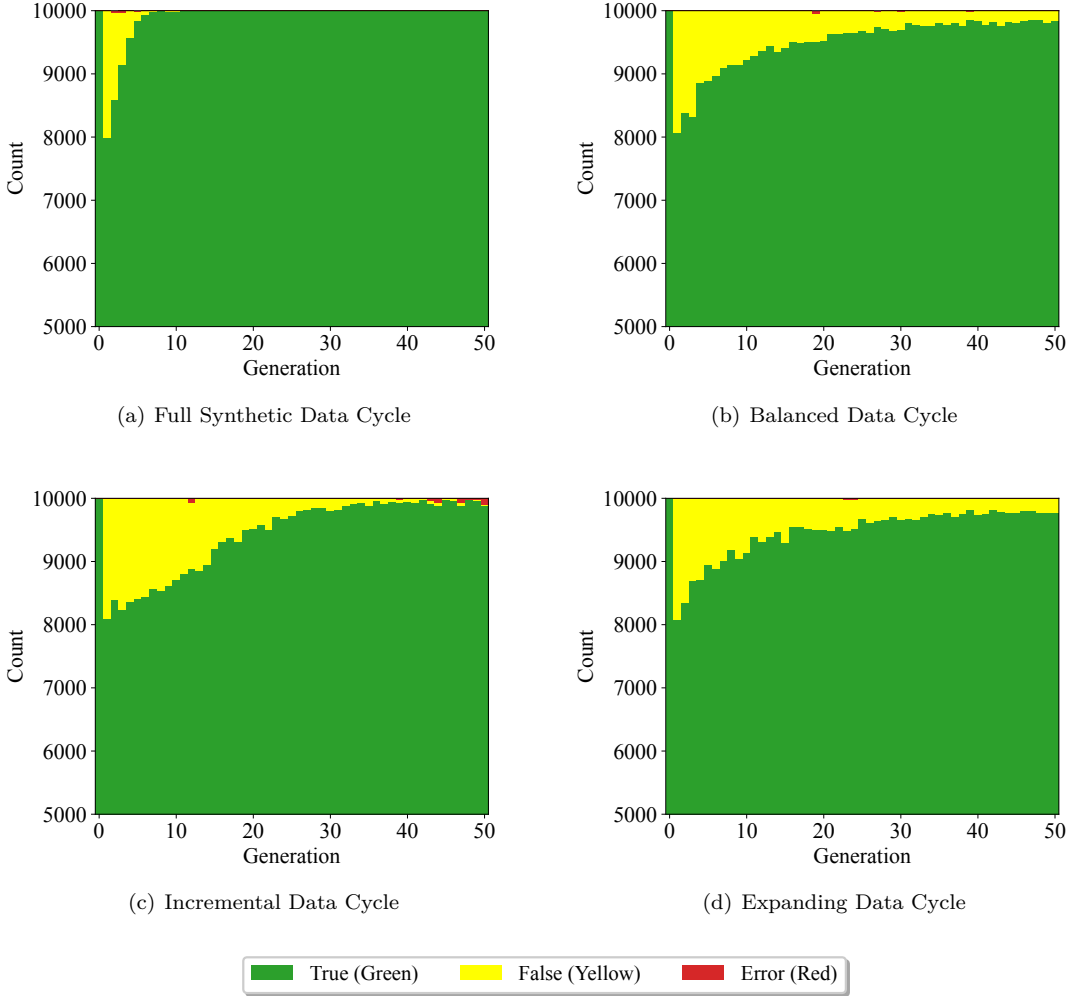 10000
9000
8000
7000
6000
5000
Count
0 10 20 30 40 50
Generation
(a) Full Synthetic Data Cycle
10000
9000
8000
7000
6000
5000
Count
0 10 20 30 40 50
Generation
(b) Balanced Data Cycle
10000
9000
8000
7000
6000
5000
Count
0 10 20 30 40 50
Generation
(c) Incremental Data Cycle
10000
9000
8000
7000
6000
5000
Count
0 10 20 30 40 50
Generation
(d) Expanding Data Cycle
True (Green) False (Yellow) Error (Red)